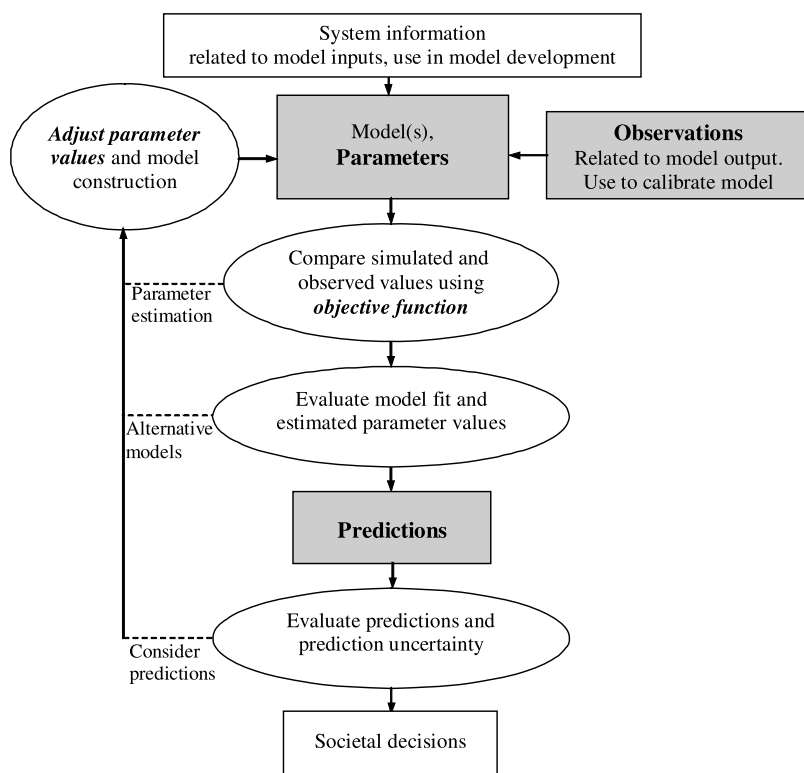 System information
related to model inputs, use in model development
Adjust parameter
values and model
construction
Model(s),
Parameters
Observations
Related to model output.
Use to calibrate model
Compare simulated and
observed values using
objective function
Parameter
estimation
Evaluate model fit and
estimated parameter values
Alternative
models
Predictions
Evaluate predictions and
prediction uncertainty
Consider
predictions
Societal decisions